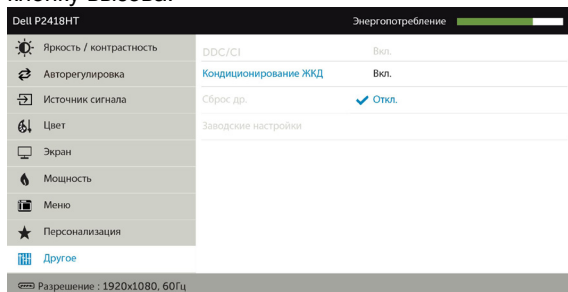 Dell P2418HT Энергопотребление
Яркость / контрастность DDC/CI Вкл.
Авторегулировка Кондиционирование ЖКД Вкл.
Источник сигнала Сброс др. Откл.
Цвет Заводские настройки
Экран
Мощность
Меню
Персонализация
Другое
Разрешение : 1920x1080, 60Гц